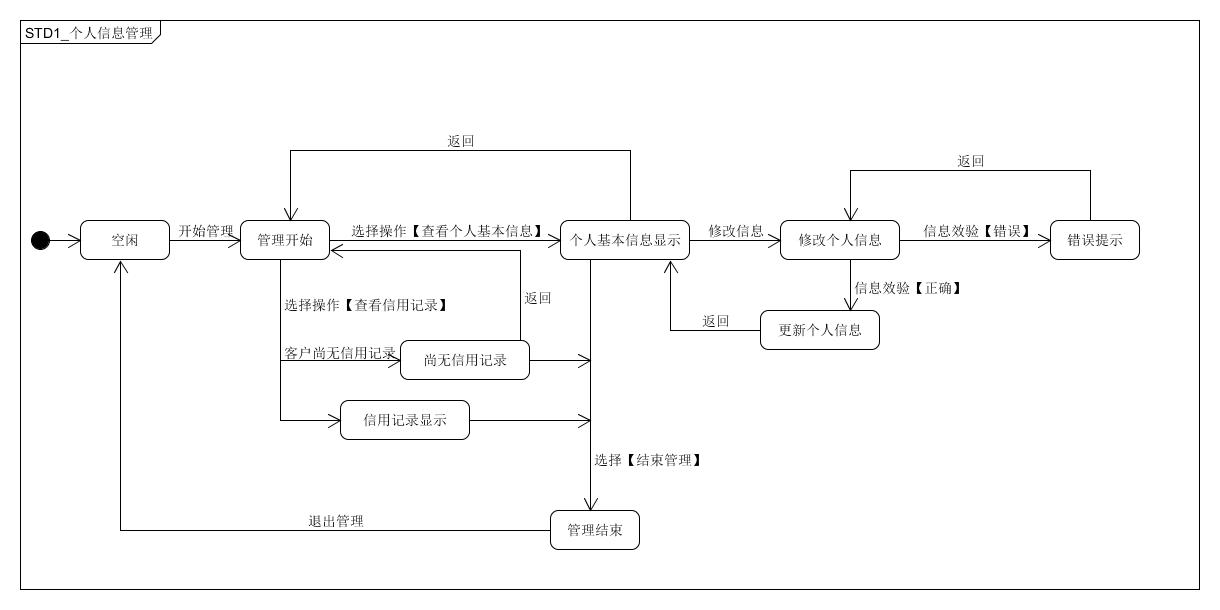 STD1_个人信息管理
返回
返回
空闲
开始管理
管理开始
选择操作【查看个人基本信息】
个人基本信息显示
修改信息
修改个人信息
信息效验【错误】
错误提示
选择操作【查看信用记录】
返回
信息效验【正确】
返回
更新个人信息
客户尚无信用记录
尚无信用记录
信用记录显示
选择【结束管理】
退出管理
管理结束